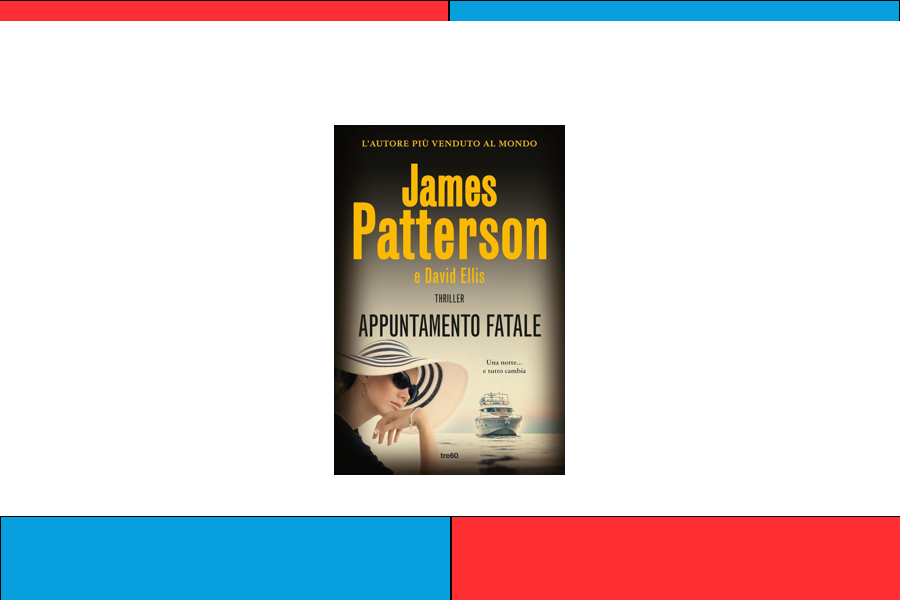 L'AUTORE PIÙ VENDUTO AL MONDO
James
Patterson
e David Ellis
THRILLER
APPUNTAMENTO FATALE
Una notte...
e tutto cambia
tre60